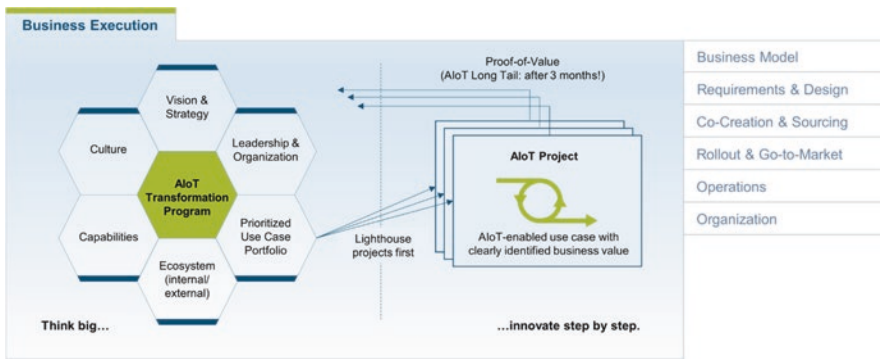 Business Execution
Vision &
Strategy
Culture
Leadership &
Organization
AIoT
Transformation
Program
Capabilities
Prioritized
Use Case
Portfolio
Ecosystem
(internal/
external)
Think big…
Proof-of-Value
(AIoT Long Tail: after 3 months!)
Lighthouse
projects first
AIoT Project
AIoT-enabled use case with
clearly identified business value
…innovate step by step.
Business Model
Requirements & Design
Co-Creation & Sourcing
Rollout & Go-to-Market
Operations
Organization